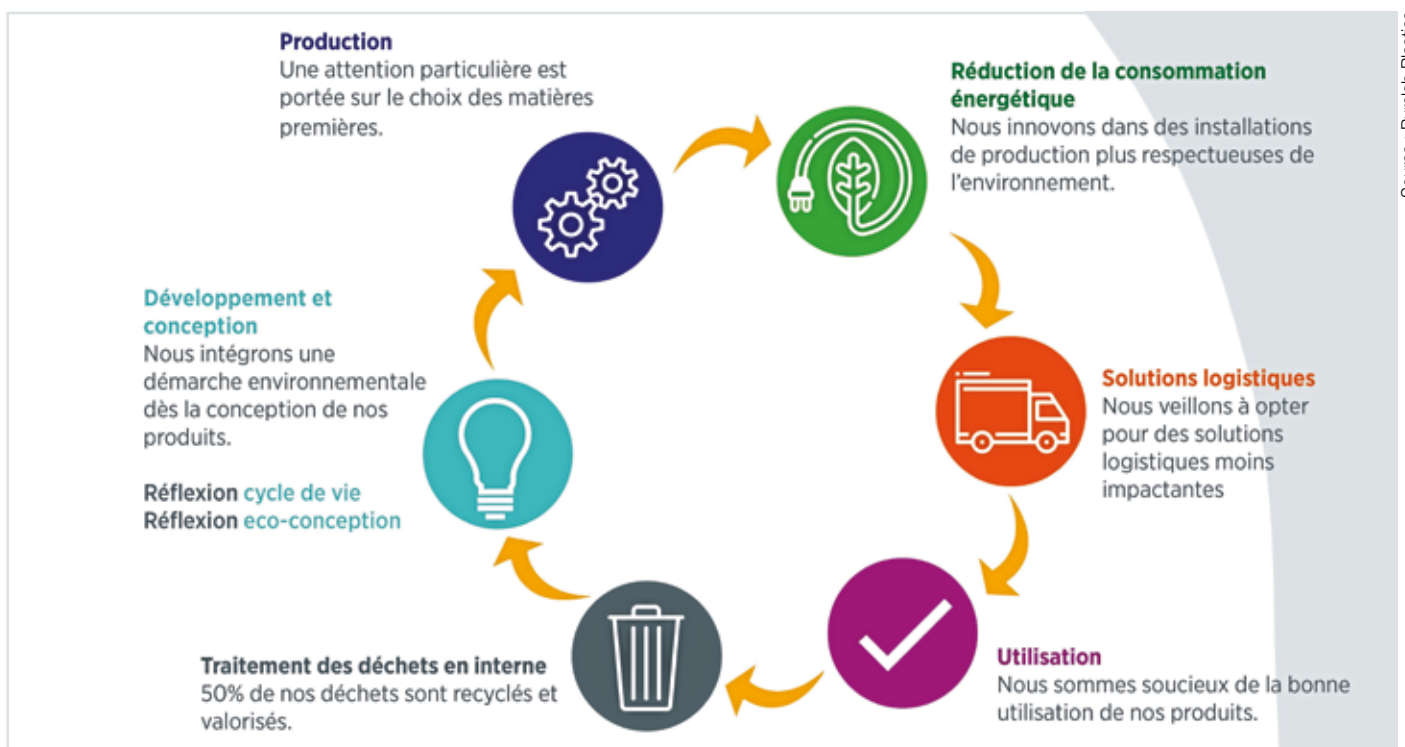 Production
Une attention particulière est
portée sur le choix des matières
premières.
Réduction de la consommation
énergétique
Nous innovons dans des installations
de production plus respectueuses de
l'environnement.
Solutions logistiques
Nous veillons à opter
pour des solutions
logistiques moins
impactantes
Utilisation
Nous sommes soucieux de la bonne
utilisation de nos produits.
Traitement des déchets en interne
50% de nos déchets sont recyclés et
valorisés.
Développement et
conception
Nous intégrons une
démarche environnementale
dès la conception de nos
produits.
Réflexion cycle de vie
Réflexion eco-conception